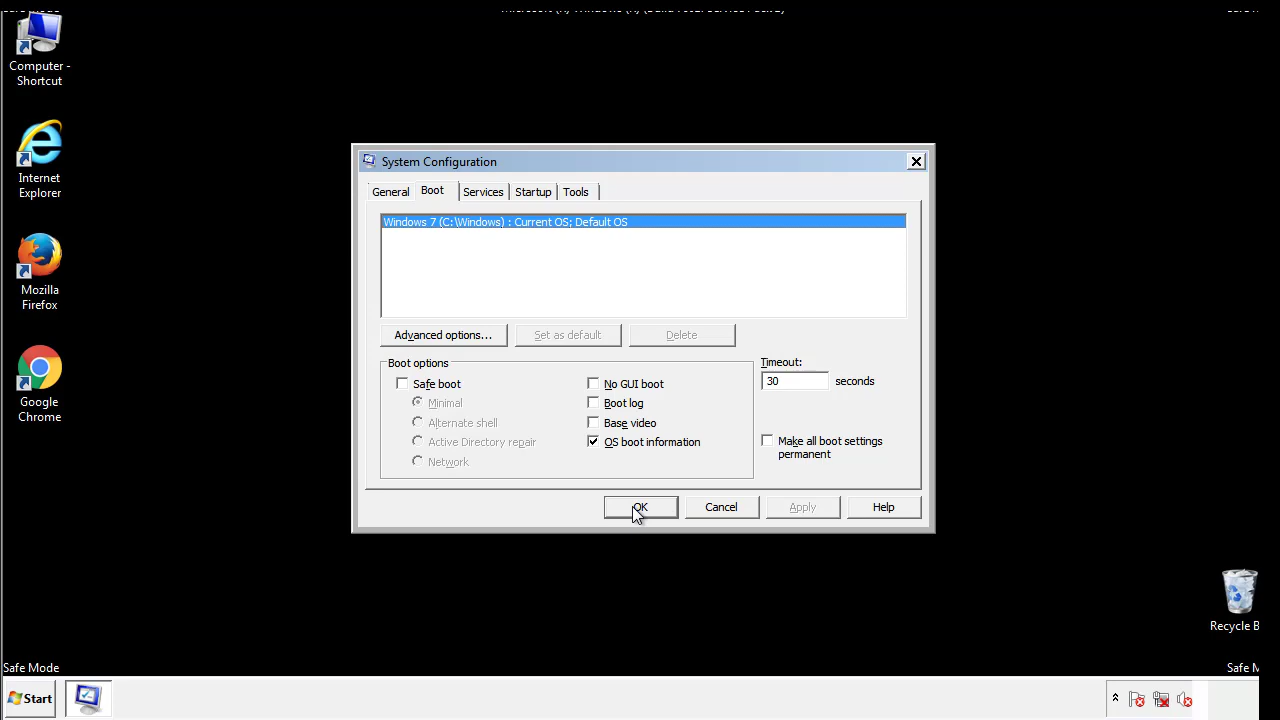 Computer -
Shortcut
Internet
Explorer
Mozilla
Firefox
Google
Chrome
System Configuration
General
Boot
Services
Startup
Tools
Windows 7 (C:\Windows) : Current OS; Default OS
Advanced options...
Set as default
Delete
Boot options
Safe boot
Minimal
Alternate shell
Active Directory repair
Network
No GUI boot
Boot log
Base video
OS boot information
Timeout:
30 seconds
Make all boot settings
permanent
OK
Cancel
Apply
Help
Recycle B
Safe Mode
Safe M
Start